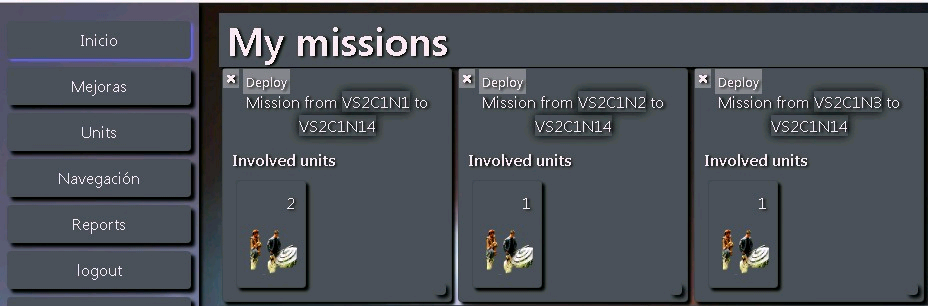 Inicio
Mejoras
Units
Navegación
Reports
logout
My missions
× Deploy
Mission from VS2C1N1 to
VS2C1N14
Involved units
2
× Deploy
Mission from VS2C1N2 to
VS2C1N14
Involved units
1
× Deploy
Mission from VS2C1N3 to
VS2C1N14
Involved units
1